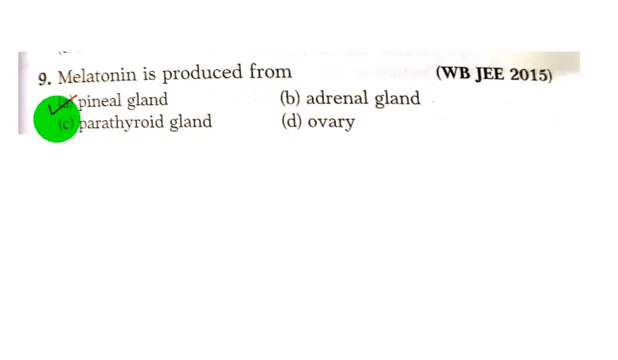 9. Melatonin is produced from (WB JEE 2015)
(a) pineal gland (b) adrenal gland
(c) parathyroid gland (d) ovary